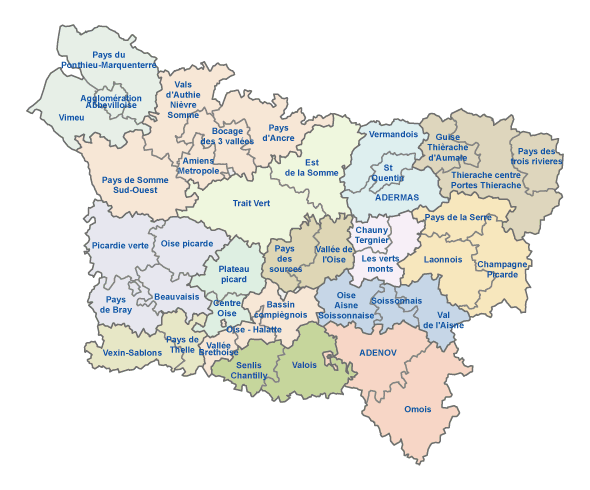 Pays du
Ponthieu-Marquenterre
Agglomération
Abbevilloise
Vimeu
Vals
d'Authie
Nièvre
Somme
Bocage
des 3 vallées
Pays
d'Ancre
Amiens
Metropole
Pays de Somme
Sud-Ouest
Est
de la Somme
Trait Vert
Vermandois
St
Quentin
ADERMAS
Guise
Thiérache
d'Aumale
Pays des
trois rivieres
Thierache centre
Portes Thierache
Pays de la Serre
Chauny
Tergnier
Les verts
monts
Laonnois
Champagne
Picarde
Picardie verte
Oise picarde
Plateau
picard
Pays
des
sources
Vallée de
l'Oise
Pays
de Bray
Beauvaisis
Centre
Oise
Bassin
compiègnois
Oise - Halatte
Oise
Aisne
Soissonnaise
Soissonnais
Val
de l'Aisne
Vexin-Sablons
Pays de
Thelle
Vallée
Brethoise
Senlis
Chantilly
Valois
ADENOV
Omois